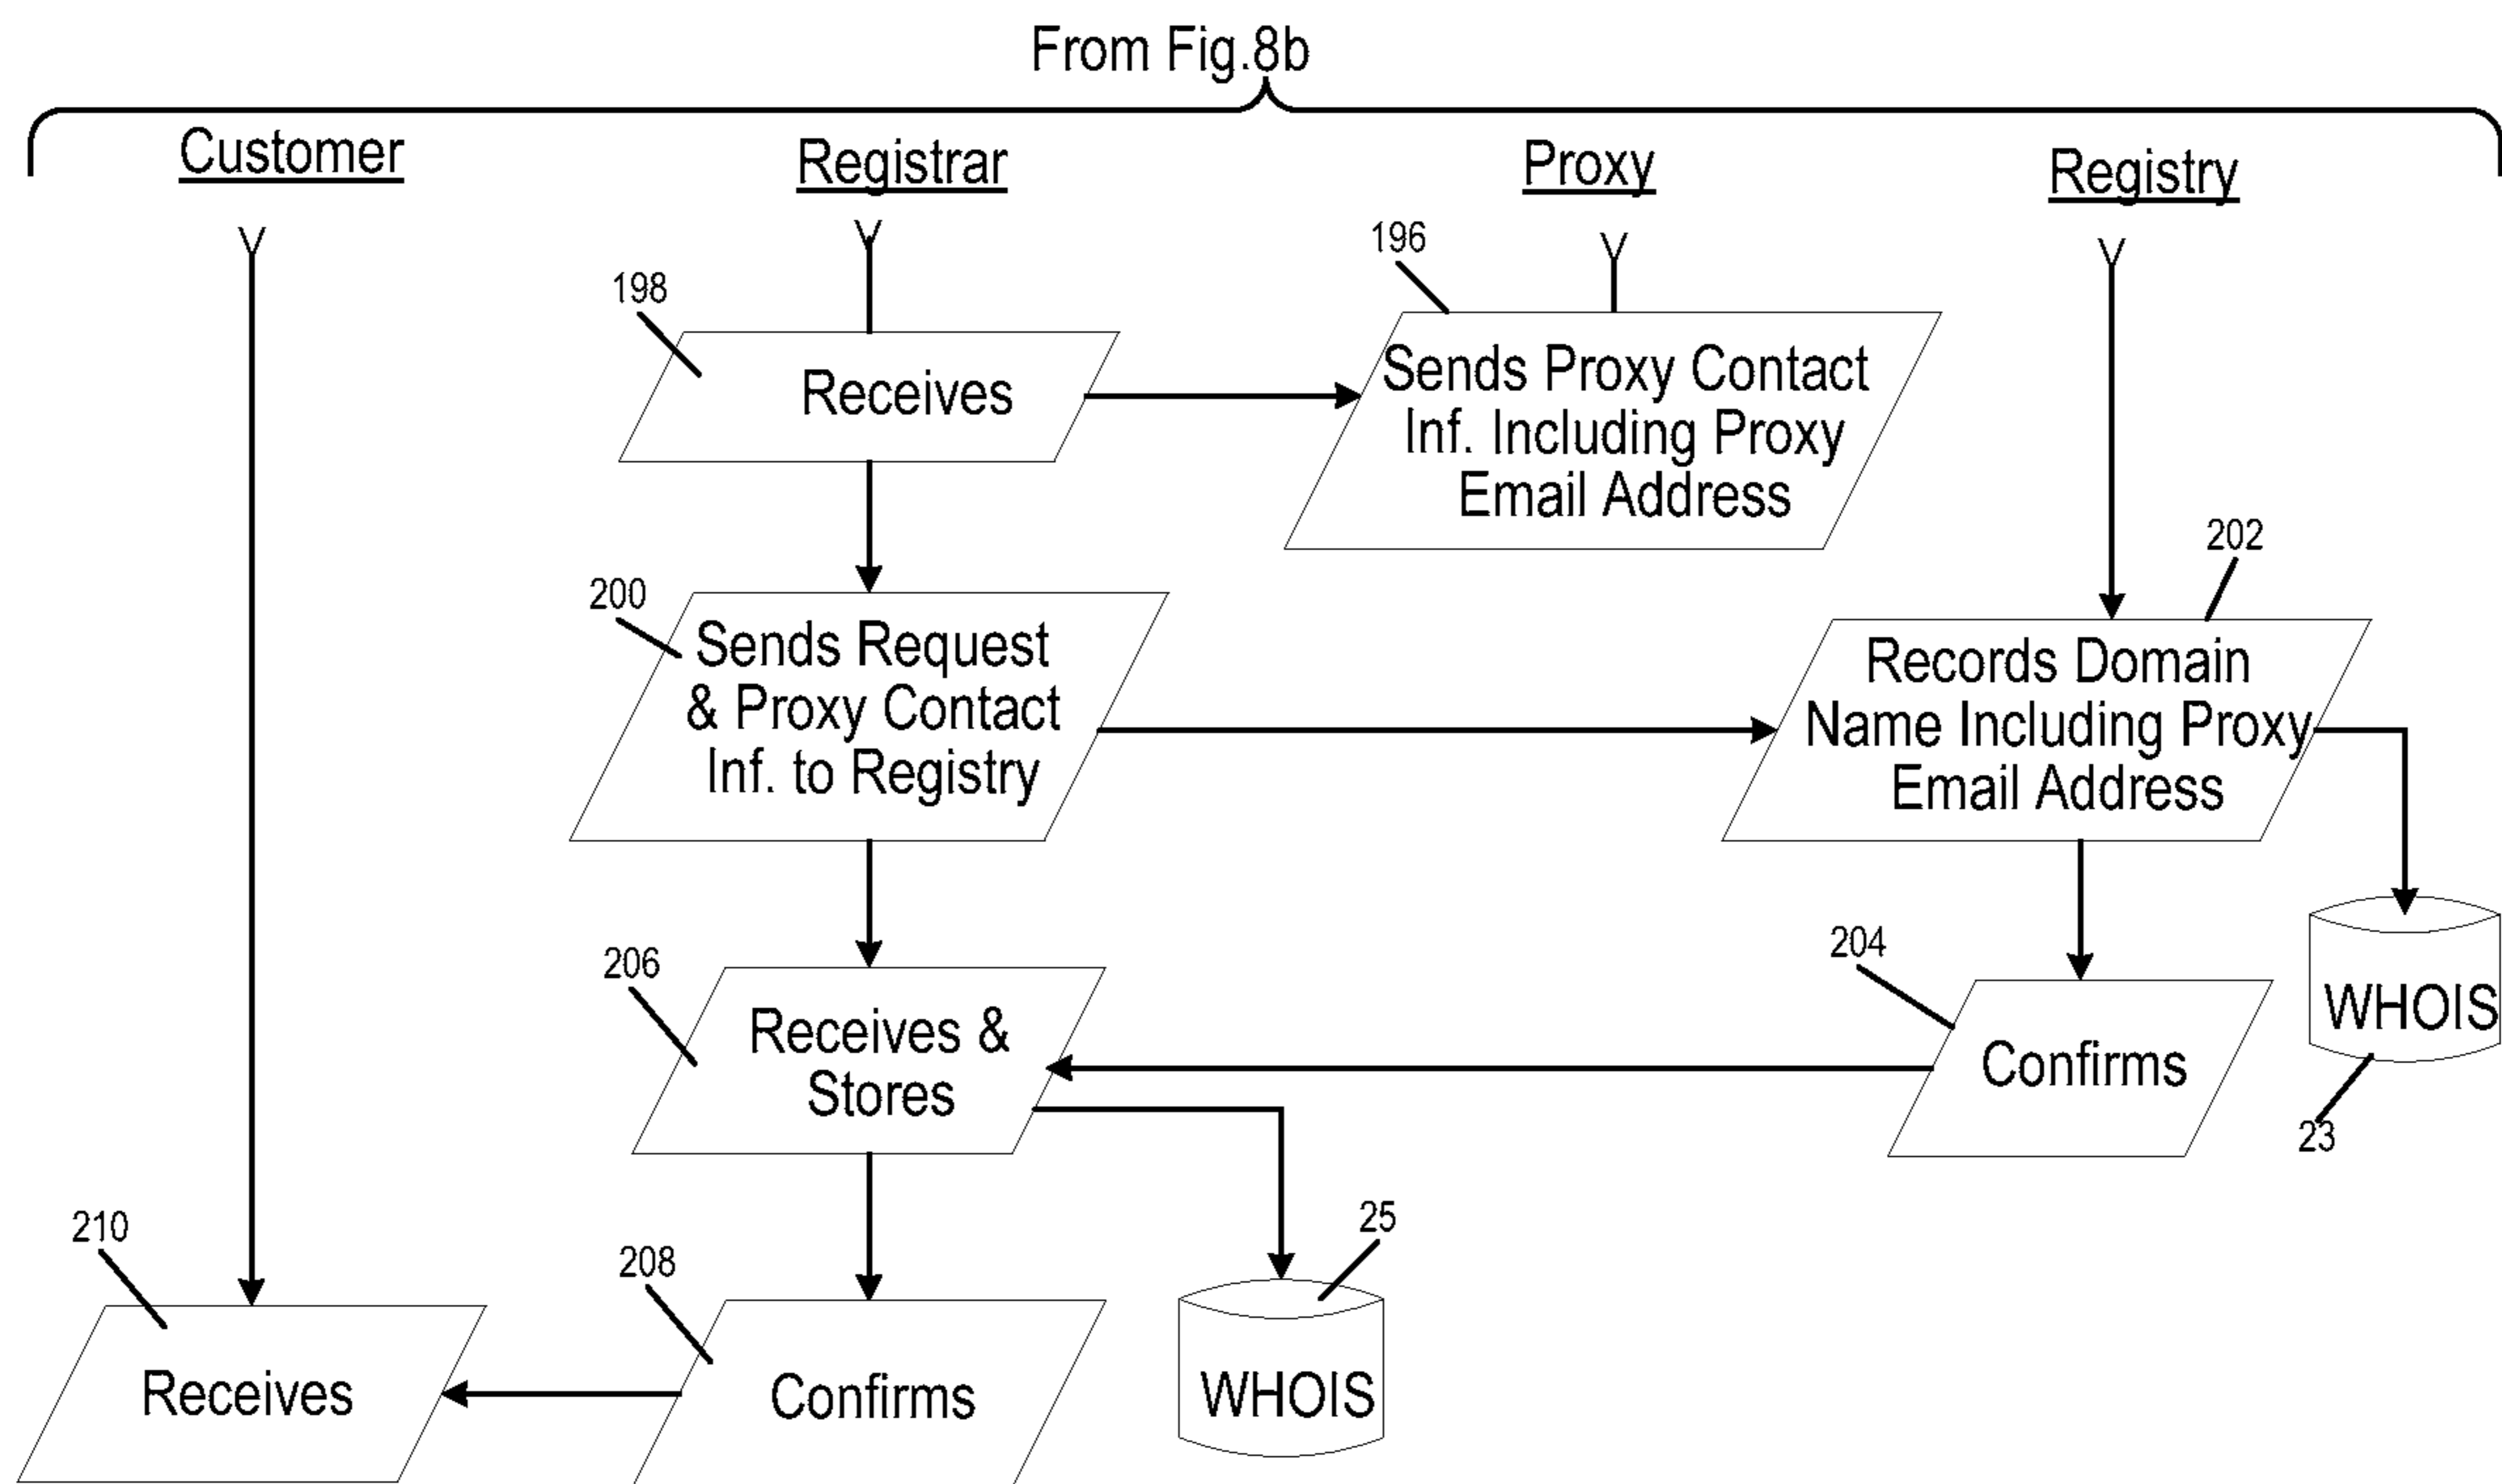 From Fig.8b
Customer
Registrar
Proxy
Registry
196
198
Receives
Sends Proxy Contact
Inf. Including Proxy
Email Address
202
200
Sends Request
& Proxy Contact
Inf. to Registry
Records Domain
Name Including Proxy
Email Address
204
206
Receives &
Stores
Confirms
WHOIS
23
210
208
25
Receives
Confirms
WHOIS